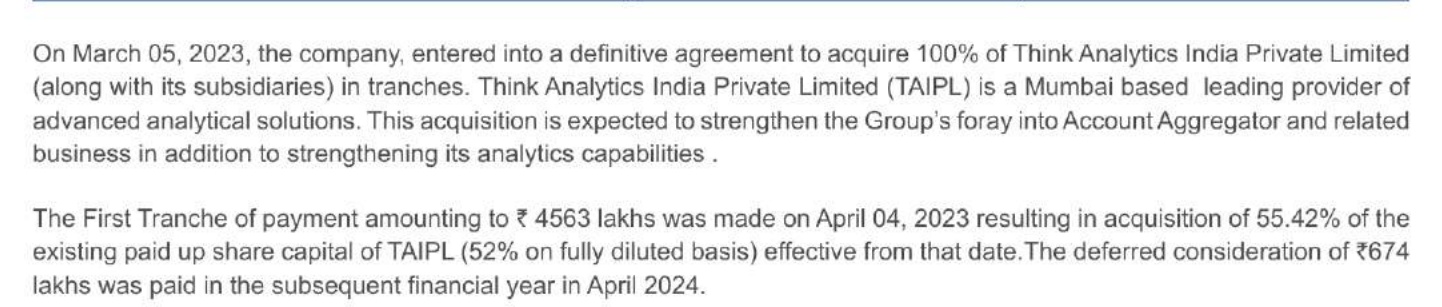 On March 05, 2023, the company, entered into a definitive agreement to acquire 100% of Think Analytics India Private Limited
(along with its subsidiaries) in tranches. Think Analytics India Private Limited (TAIPL) is a Mumbai based  leading provider of
advanced analytical solutions. This acquisition is expected to strengthen the Group's foray into Account Aggregator and related
business in addition to strengthening its analytics capabilities .
The First Tranche of payment amounting to ₹ 4563 lakhs was made on April 04, 2023 resulting in acquisition of 55.42% of the
existing paid up share capital of TAIPL (52% on fully diluted basis) effective from that date.The deferred consideration of ₹674
lakhs was paid in the subsequent financial year in April 2024.